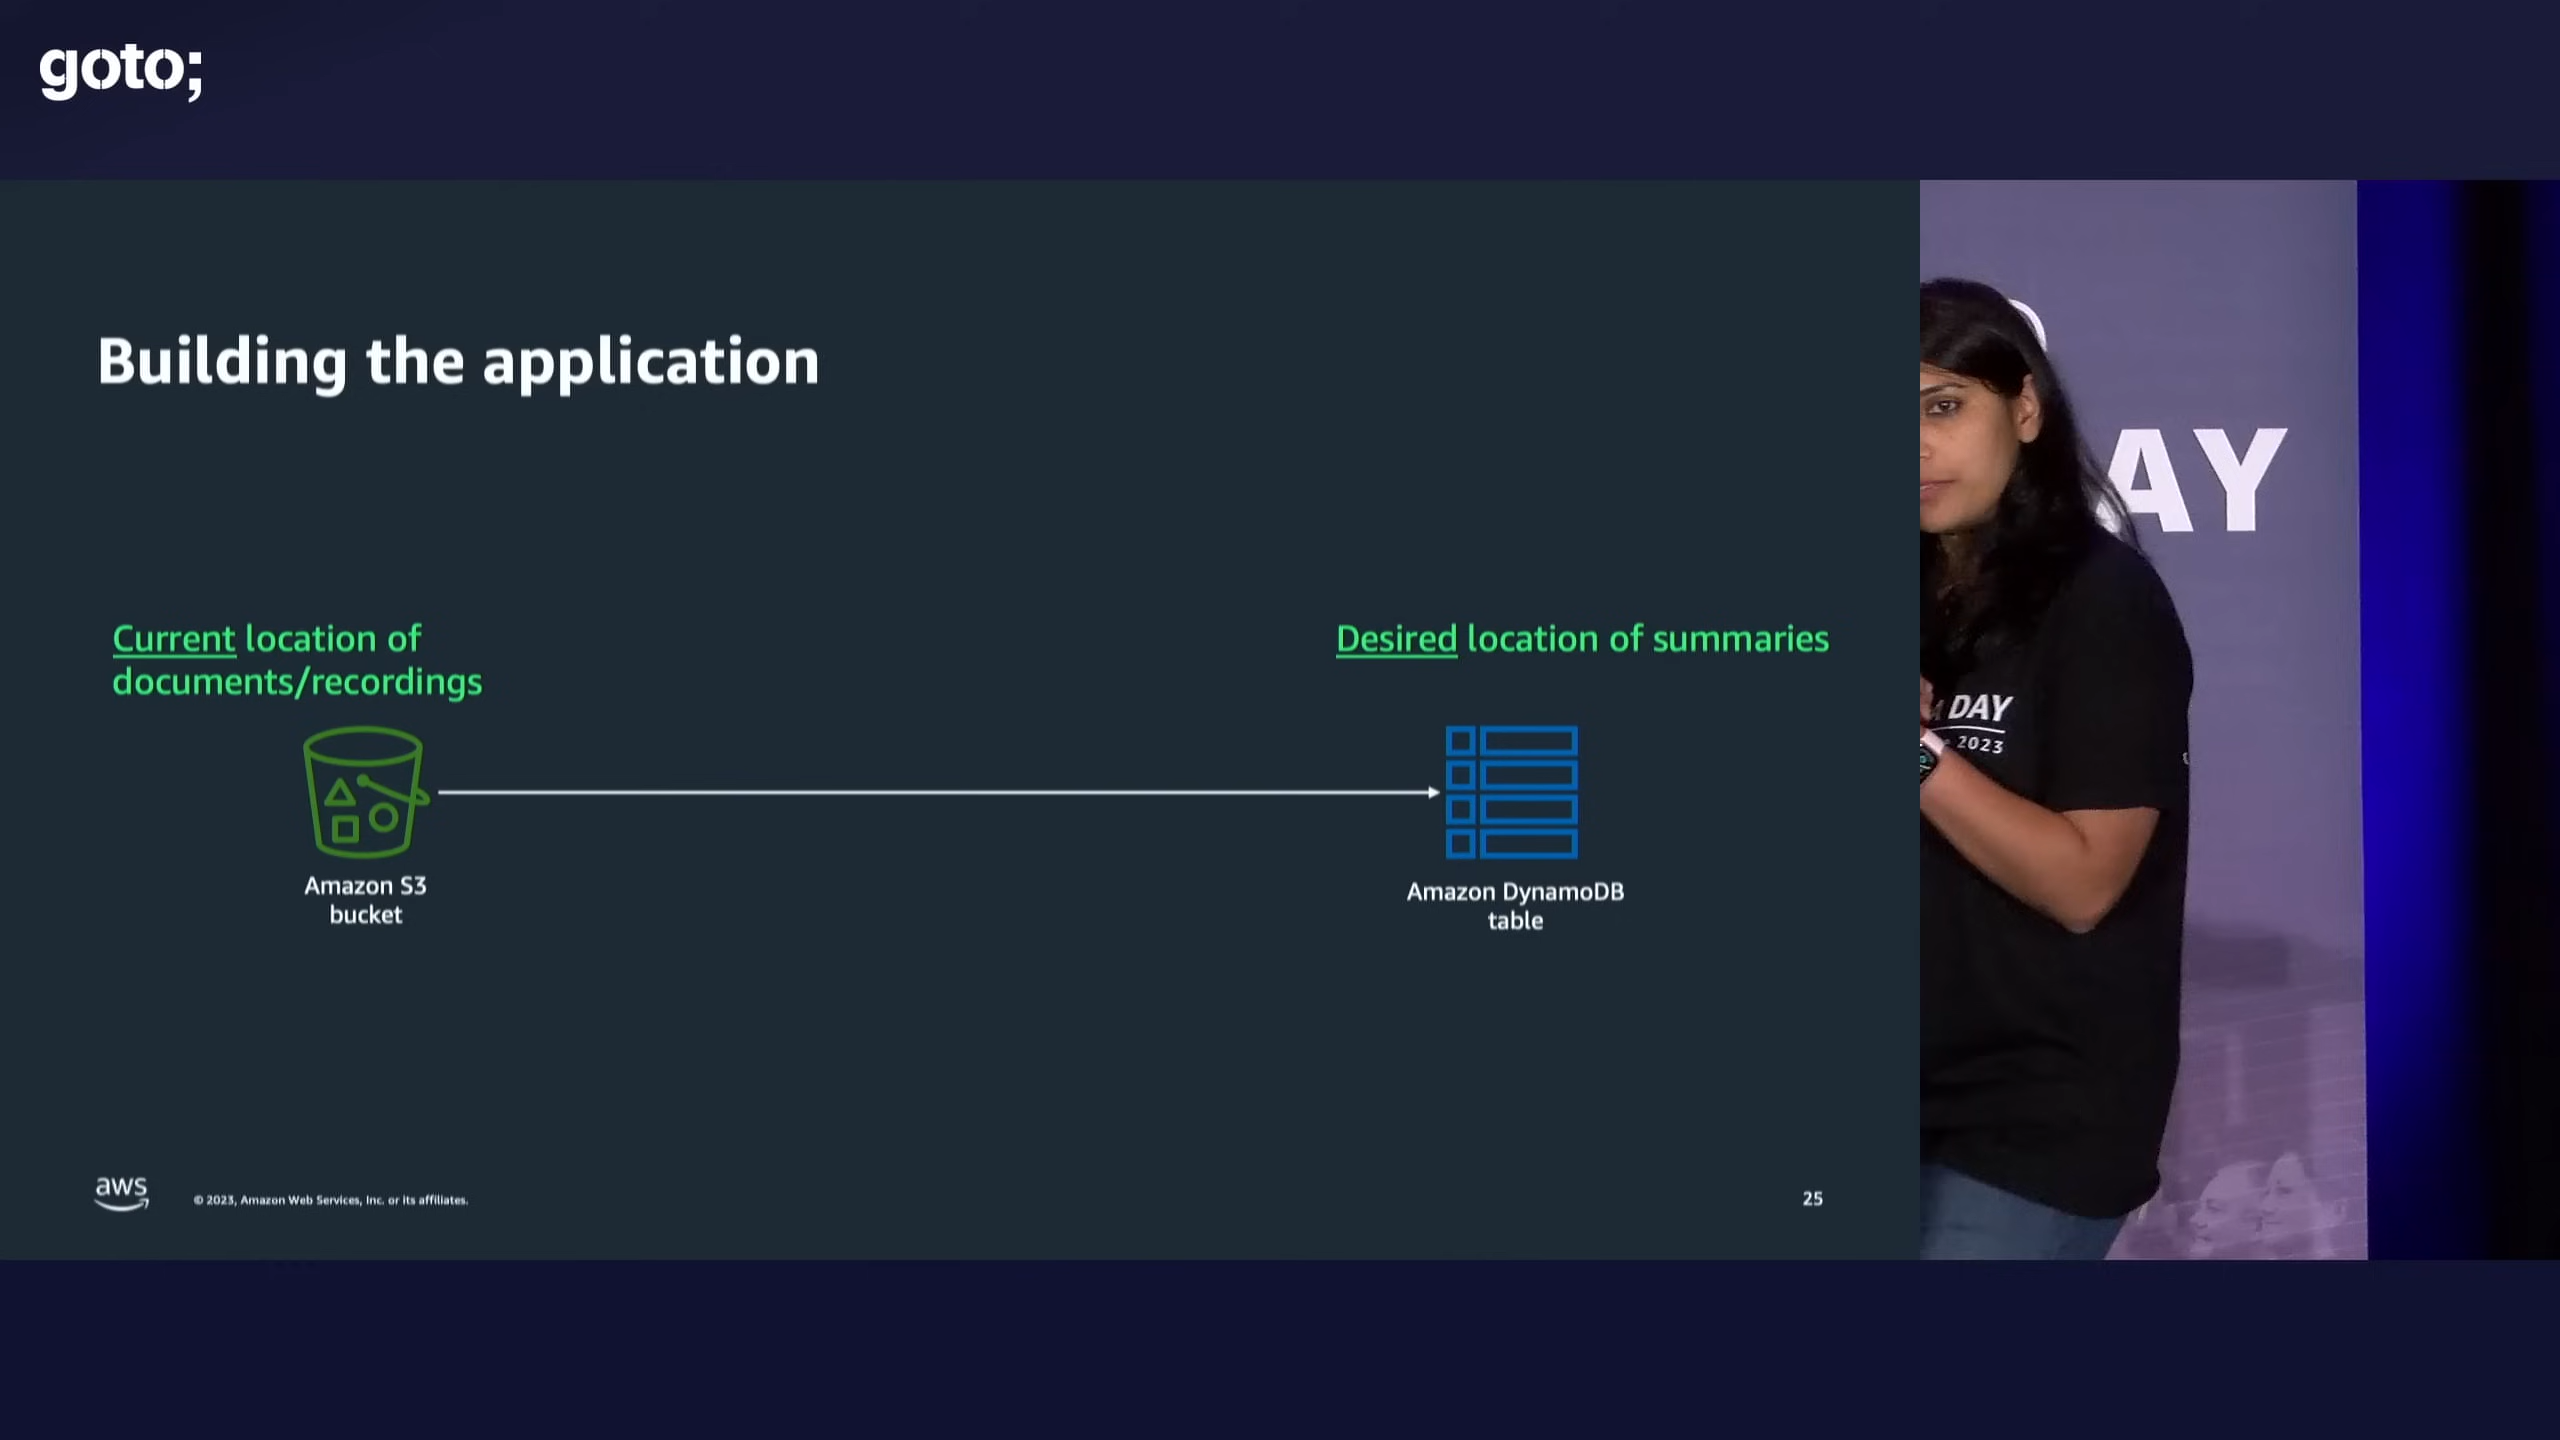 goto;
Building the application
Current location of
documents/recordings
Desired location of summaries
Amazon S3
bucket
Amazon DynamoDB
table
aws
© 2023, Amazon Web Services, Inc. or its affiliates.
25
AY
DAY
2023